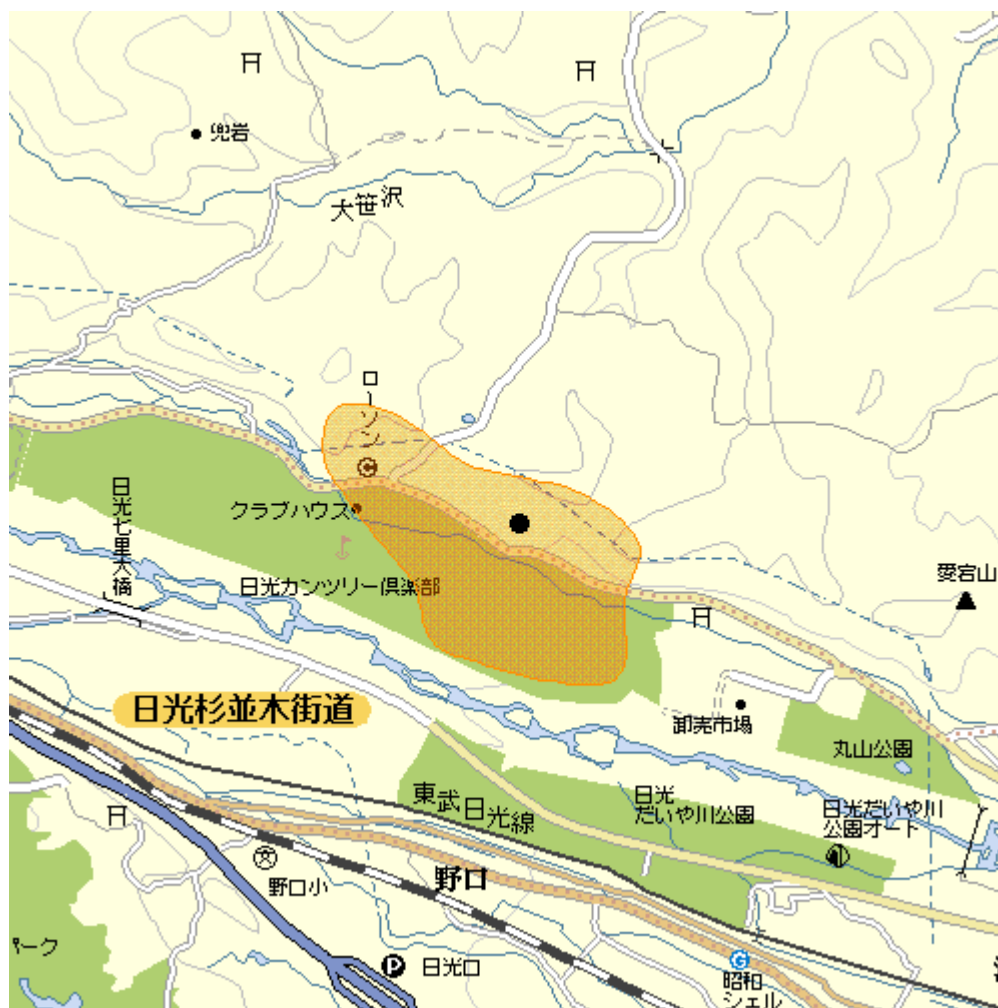 兜岩
大笹沢
ローソン
C
クラブハウス
日光七里大橋
日光カンツリー倶楽部
愛宕山
日光杉並木街道
卸売市場
丸山公園
東武日光線
日光
だいや川公園
日光だいや川
公園オート
野口小
野口
パーク
P
日光口
G
昭和
シェル